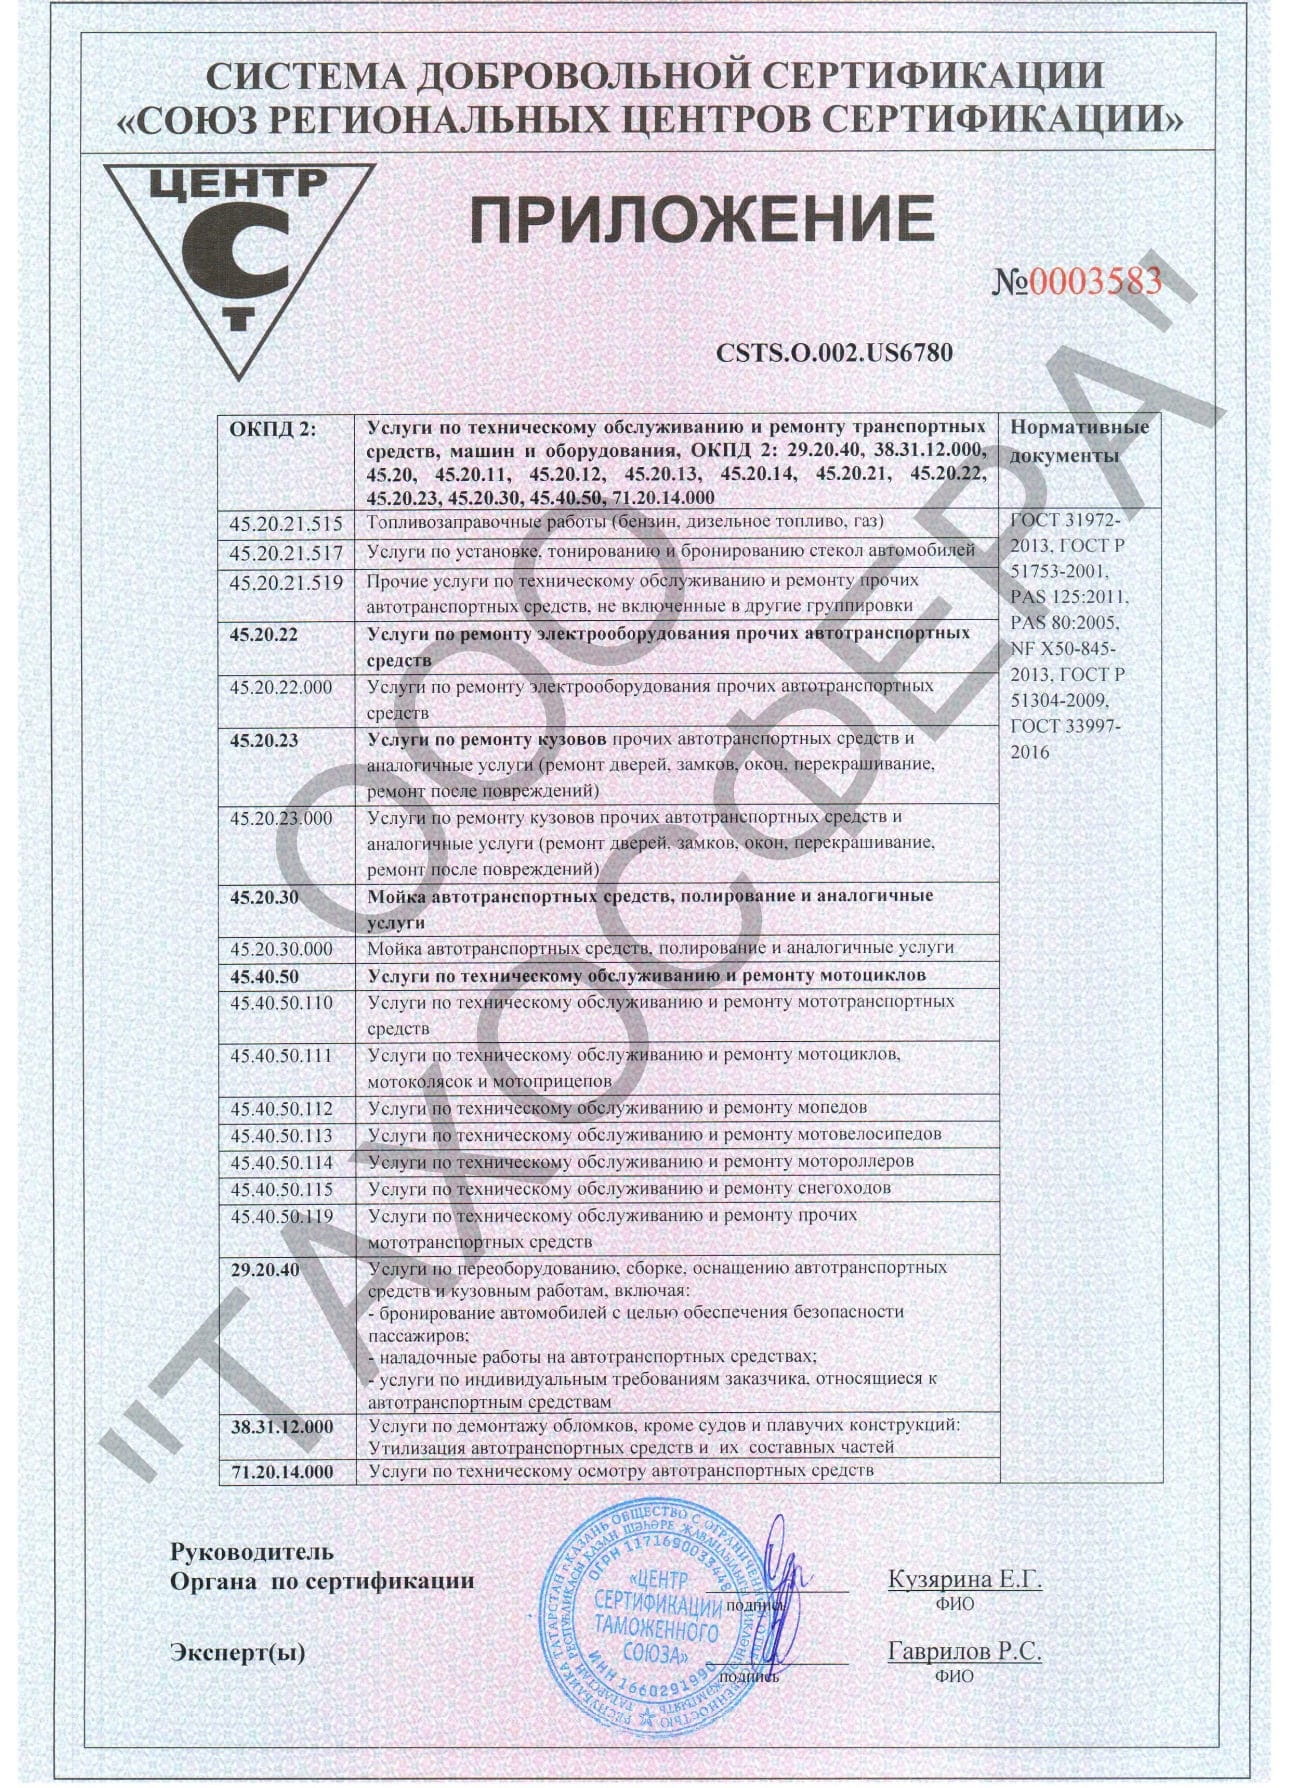 СИСТЕМА ДОБРОВОЛЬНОЙ СЕРТИФИКАЦИИ
«СОЮЗ РЕГИОНАЛЬНЫХ ЦЕНТРОВ СЕРТИФИКАЦИИ»
ЦЕНТР
С
Т
ПРИЛОЖЕНИЕ
№0003583
CSTS.O.002.US6780
ОКПД 2:
Услуги по техническому обслуживанию и ремонту транспортных
средств, машин и оборудования, ОКПД 2: 29.20.40, 38.31.12.000,
45.20, 45.20.11, 45.20.12, 45.20.13, 45.20.14, 45.20.21, 45.20.22,
45.20.23, 45.20.30, 45.40.50, 71.20.14.000
Нормативные
документы
45.20.21.515 Топливозаправочные работы (бензин, дизельное топливо, газ)
45.20.21.517 Услуги по установке, тонированию и бронированию стекол автомобилей
45.20.21.519 Прочие услуги по техническому обслуживанию и ремонту прочих
автотранспортных средств, не включенные в другие группировки
45.20.22 Услуги по ремонту электрооборудования прочих автотранспортных
средств
45.20.22.000 Услуги по ремонту электрооборудования прочих автотранспортных
средств
45.20.23 Услуги по ремонту кузовов прочих автотранспортных средств и
аналогичные услуги (ремонт дверей, замков, окон, перекрашивание,
ремонт после повреждений)
45.20.23.000 Услуги по ремонту кузовов прочих автотранспортных средств и
аналогичные услуги (ремонт дверей, замков, окон, перекрашивание,
ремонт после повреждений)
45.20.30 Мойка автотранспортных средств, полирование и аналогичные
услуги
45.20.30.000 Мойка автотранспортных средств, полирование и аналогичные услуги
45.40.50 Услуги по техническому обслуживанию и ремонту мотоциклов
45.40.50.110 Услуги по техническому обслуживанию и ремонту мототранспортных
средств
45.40.50.111 Услуги по техническому обслуживанию и ремонту мотоциклов,
мотоколясок и мотоприцепов
45.40.50.112 Услуги по техническому обслуживанию и ремонту мопедов
45.40.50.113 Услуги по техническому обслуживанию и ремонту мотовелосипедов
45.40.50.114 Услуги по техническому обслуживанию и ремонту мотороллеров
45.40.50.115 Услуги по техническому обслуживанию и ремонту снегоходов
45.40.50.119 Услуги по техническому обслуживанию и ремонту прочих
мототранспортных средств
29.20.40 Услуги по переоборудованию, сборке, оснащению автотранспортных
средств и кузовным работам, включая:
- бронирование автомобилей с целью обеспечения безопасности
пассажиров;
- наладочные работы на автотранспортных средствах;
- услуги по индивидуальным требованиям заказчика, относящиеся к
автотранспортным средствам
38.31.12.000 Услуги по демонтажу обломков, кроме судов и плавучих конструкций:
Утилизация автотранспортных средств и их составных частей
71.20.14.000 Услуги по техническому осмотру автотранспортных средств
ГОСТ 31972-
2013, ГОСТ Р
51753-2001,
PAS 125:2011,
PAS 80:2005,
NF X50-845-
2013, ГОСТ Р
51304-2009,
ГОСТ 33997-
2016
ООО
"ТАХОСФЕРА"
Руководитель
Органа по сертификации
подпись
Кузярина Е.Г.
ФИО
Эксперт(ы)
подпись
Гаврилов Р.С.
ФИО
РЕСПУБЛИКА ТАТАРСТАН г.КАЗАНЬ ОБЩЕСТВО С ОГРАНИЧЕННОЙ ОТВЕТСТВЕННОСТЬЮ
ОГРН 1171690033448
«ЦЕНТР
СЕРТИФИКАЦИИ
ТАМОЖЕННОГО
СОЮЗА»
ИНН 1660291990